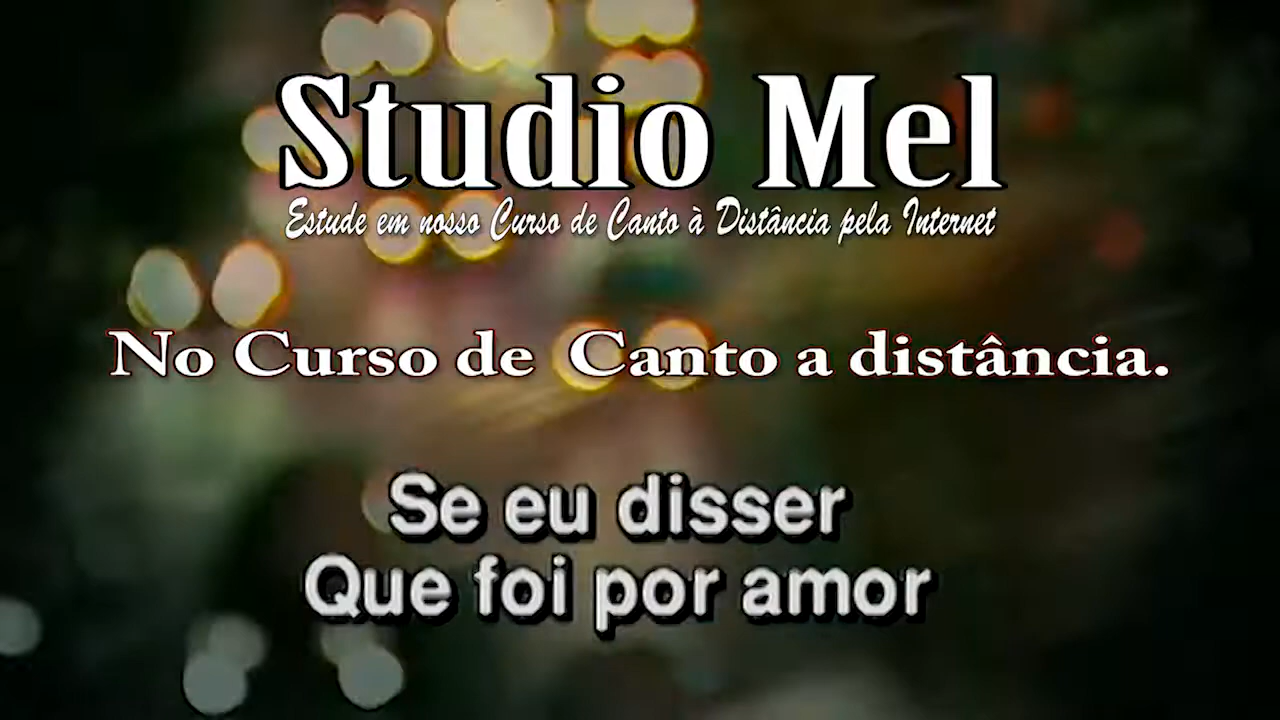 Studio Mel
Estude em nosso Curso de Canto à Distância pela Internet
No Curso de Canto a distância.
Se eu disser
Que foi por amor